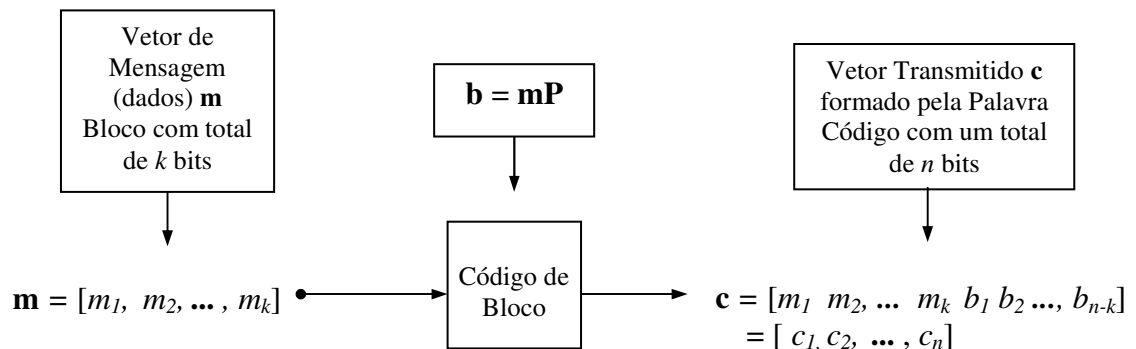 Vetor de
Mensagem
(dados) m
Bloco com total
de k bits
b = mP
Vetor Transmitido c
formado pela Palavra
Código com um total
de n bits
m = [m1, m2, ... , mk]
Código de
Bloco
c = [m1 m2, ... mk b1 b2 ..., bn-k]
= [ c1, c2, ... , cn]